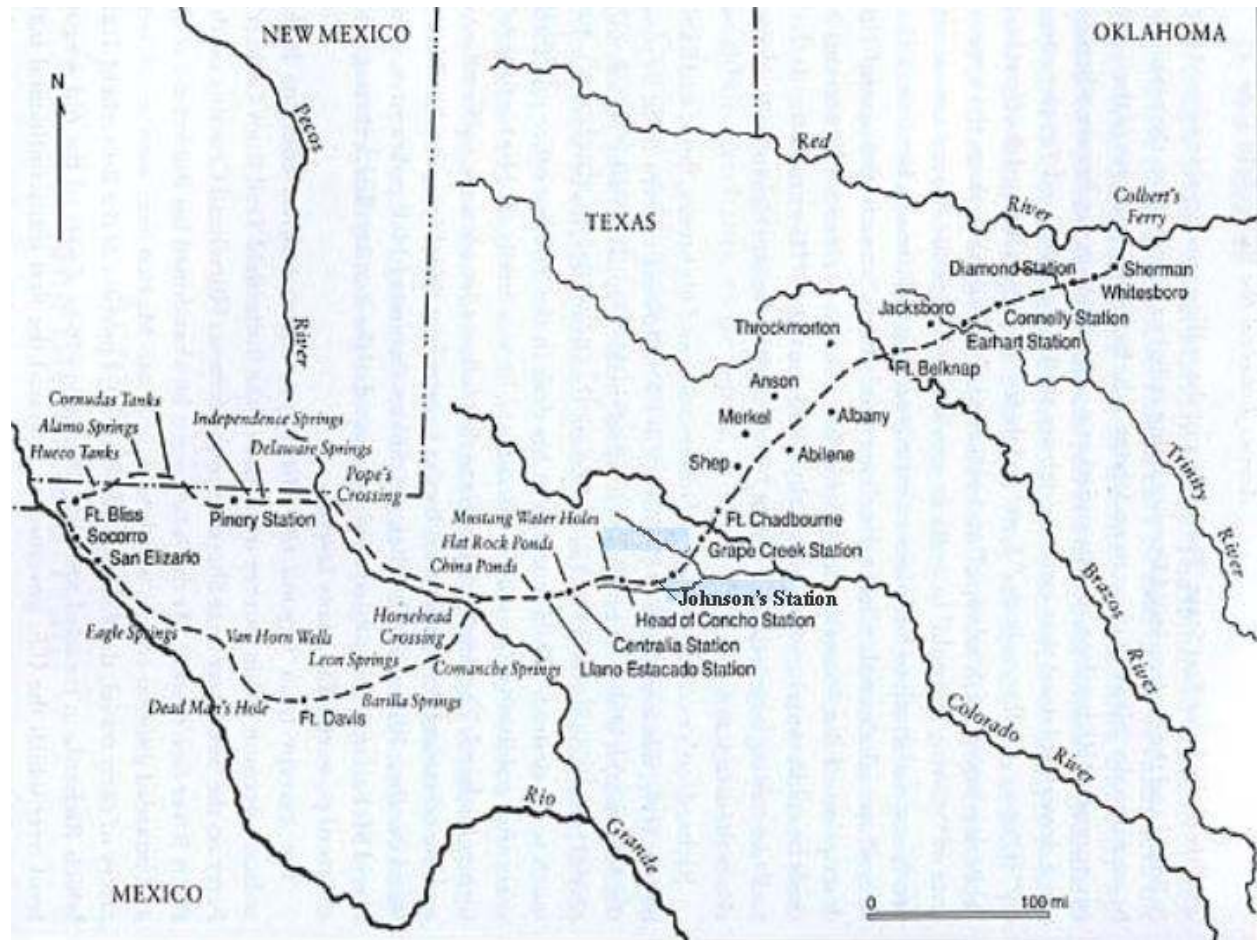 NEW MEXICO
OKLAHOMA
N
Pecos
Red
River
Colbert's
Ferry
TEXAS
Diamond Station
Sherman
Whitesboro
Jacksboro
Connelly Station
Throckmorton
Earhart Station
River
Ft. Belknap
Anson
Cornudas Tanks
Independence Springs
Merkel
Albany
Alamo Springs
Delaware Springs
Abilene
Hueco Tanks
Shep
Trinity
River
Pope's
Crossing
Ft. Bliss
Pinery Station
Mustang Water Holes
Ft. Chadbourne
Socorro
Flat Rock Ponds
Grape Creek Station
San Elizario
China Ponds
Johnson's Station
Brazos
River
Horsehead
Crossing
Head of Concho Station
Eagle Springs
Van Horn Wells
Centralia Station
Leon Springs
Comanche Springs
Llano Estacado Station
Dead Man's Hole
Barilla Springs
Ft. Davis
Colorado
River
Rio
Grande
MEXICO
0 100 mi